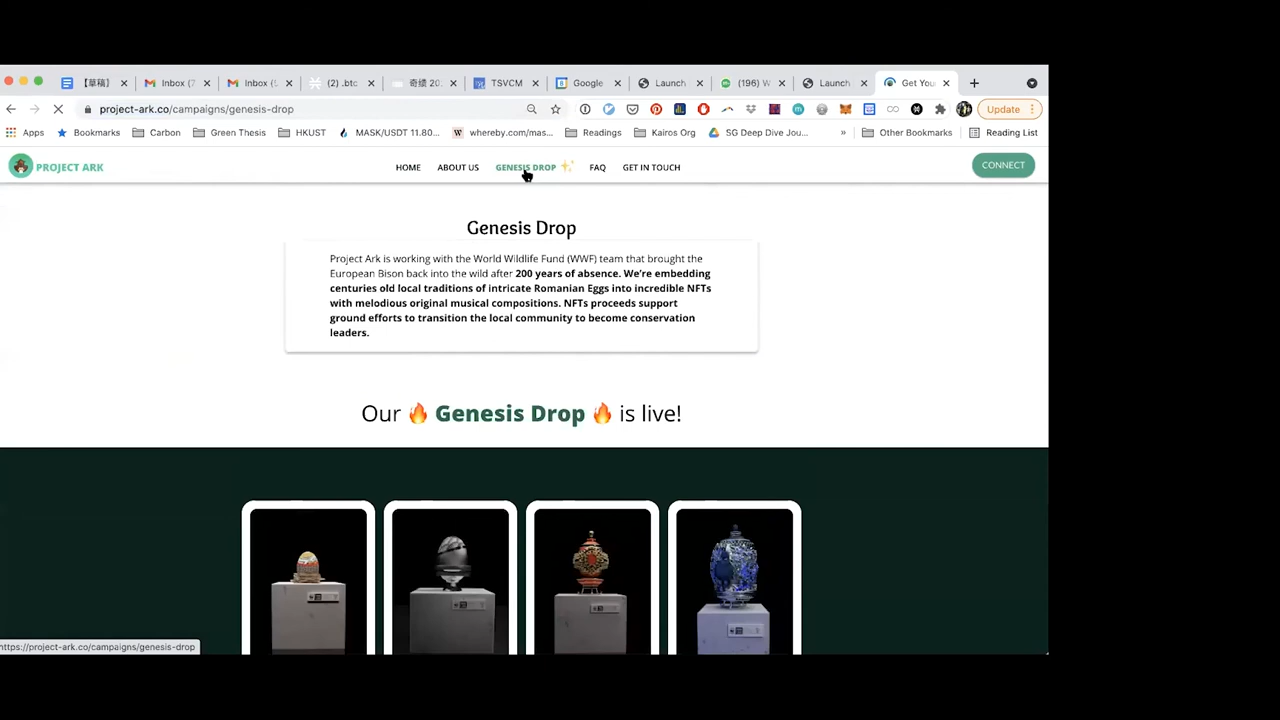 【草稿】 Inbox (7 Inbox (5 (2) .btc 奇绩 20 TSVCM Google Launch (196) W Launch Get You
project-ark.co/campaigns/genesis-drop Update
Apps Bookmarks Carbon Green Thesis HKUST MASK/USDT 11.80... whereby.com/mas... Readings Kairos Org SG Deep Dive Jou... » Other Bookmarks Reading List
PROJECT ARK HOME ABOUT US GENESIS DROP FAQ GET IN TOUCH CONNECT
Genesis Drop
Project Ark is working with the World Wildlife Fund (WWF) team that brought the
European Bison back into the wild after 200 years of absence. We're embedding
centuries old local traditions of intricate Romanian Eggs into incredible NFTs
with melodious original musical compositions. NFTs proceeds support
ground efforts to transition the local community to become conservation
leaders.
Our 🔥 Genesis Drop 🔥 is live!
https://project-ark.co/campaigns/genesis-drop